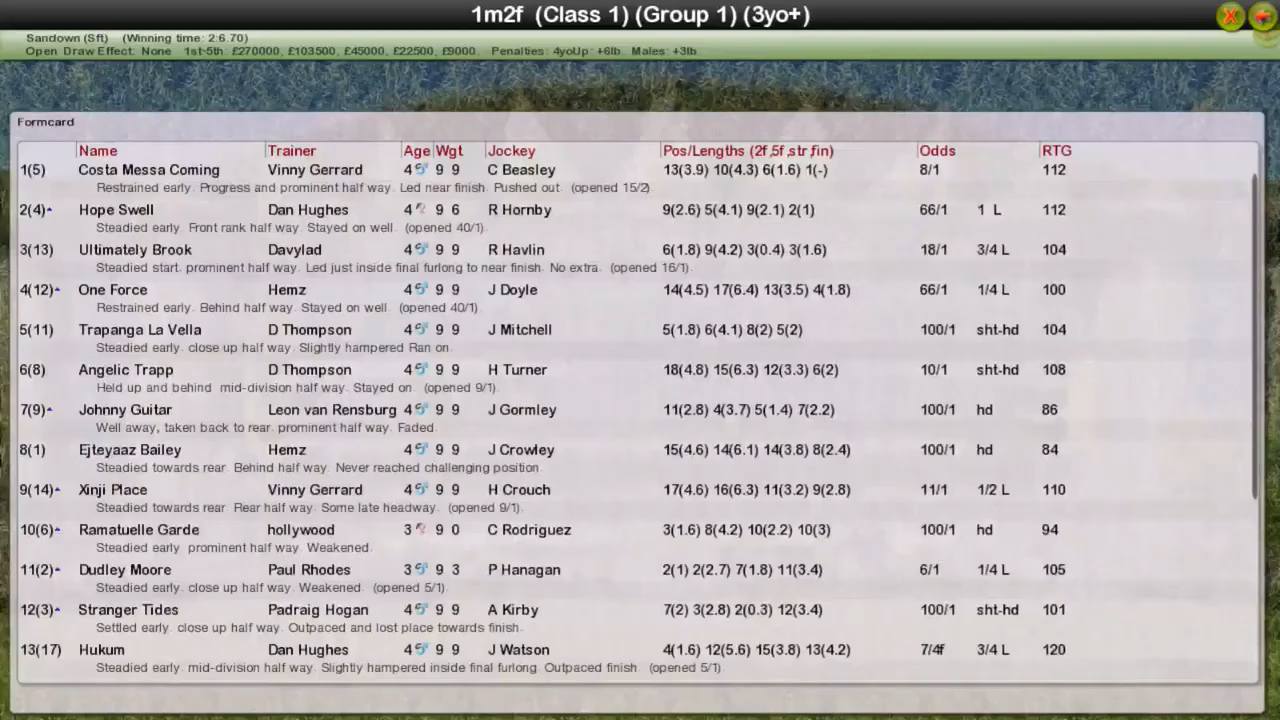 1m2f (Class 1) (Group 1) (3yo+)
Sandown (Sft) (Winning time: 2:6.70)
Open. Draw Effect: None 1st-5th: £270000, £103500, £45000, £22500, £9000. Penalties: 4yoUp: +6lb. Males: +3lb.
Formcard
Name Trainer Age Wgt Jockey Pos/Lengths (2f,5f,str,fin) Odds RTG
1(5) Costa Messa Coming Vinny Gerrard 4 9 9 C Beasley 13(3.9) 10(4.3) 6(1.6) 1(-) 8/1 112
Restrained early. Progress and prominent half way. Led near finish. Pushed out. (opened 15/2)
2(4) Hope Swell Dan Hughes 4 9 6 R Hornby 9(2.6) 5(4.1) 9(2.1) 2(1) 66/1 1 L 112
Steadied early. Front rank half way. Stayed on well. (opened 40/1)
3(13) Ultimately Brook Davylad 4 9 9 R Havlin 6(1.8) 9(4.2) 3(0.4) 3(1.6) 18/1 3/4 L 104
Steadied start. prominent half way. Led just inside final furlong to near finish. No extra. (opened 16/1)
4(12) One Force Hemz 4 9 9 J Doyle 14(4.5) 17(6.4) 13(3.5) 4(1.8) 66/1 1/4 L 100
Restrained early. Behind half way. Stayed on well. (opened 40/1)
5(11) Trapanga La Vella D Thompson 4 9 9 J Mitchell 5(1.8) 6(4.1) 8(2) 5(2) 100/1 sht-hd 104
Steadied early. close up half way. Slightly hampered Ran on.
6(8) Angelic Trapp D Thompson 4 9 9 H Turner 18(4.8) 15(6.3) 12(3.3) 6(2) 10/1 sht-hd 108
Held up and behind. mid-division half way. Stayed on. (opened 9/1)
7(9) Johnny Guitar Leon van Rensburg 4 9 9 J Gormley 11(2.8) 4(3.7) 5(1.4) 7(2.2) 100/1 hd 86
Well away, taken back to rear. prominent half way. Faded.
8(1) Ejteyaaz Bailey Hemz 4 9 9 J Crowley 15(4.6) 14(6.1) 14(3.8) 8(2.4) 100/1 hd 84
Steadied towards rear. Behind half way. Never reached challenging position.
9(14) Xinji Place Vinny Gerrard 4 9 9 H Crouch 17(4.6) 16(6.3) 11(3.2) 9(2.8) 11/1 1/2 L 110
Steadied towards rear. Rear half way. Some late headway. (opened 9/1)
10(6) Ramatuelle Garde hollywood 3 9 0 C Rodriguez 3(1.6) 8(4.2) 10(2.2) 10(3) 100/1 hd 94
Steadied early. prominent half way. Weakened.
11(2) Dudley Moore Paul Rhodes 3 9 3 P Hanagan 2(1) 2(2.7) 7(1.8) 11(3.4) 6/1 1/4 L 105
Steadied early. close up half way. Weakened. (opened 5/1)
12(3) Stranger Tides Padraig Hogan 4 9 9 A Kirby 7(2) 3(2.8) 2(0.3) 12(3.4) 100/1 sht-hd 101
Settled early. close up half way. Outpaced and lost place towards finish.
13(17) Hukum Dan Hughes 4 9 9 J Watson 4(1.6) 12(5.6) 15(3.8) 13(4.2) 7/4f 3/4 L 120
Steadied early. mid-division half way. Slightly hampered inside final furlong. Outpaced finish. (opened 5/1)